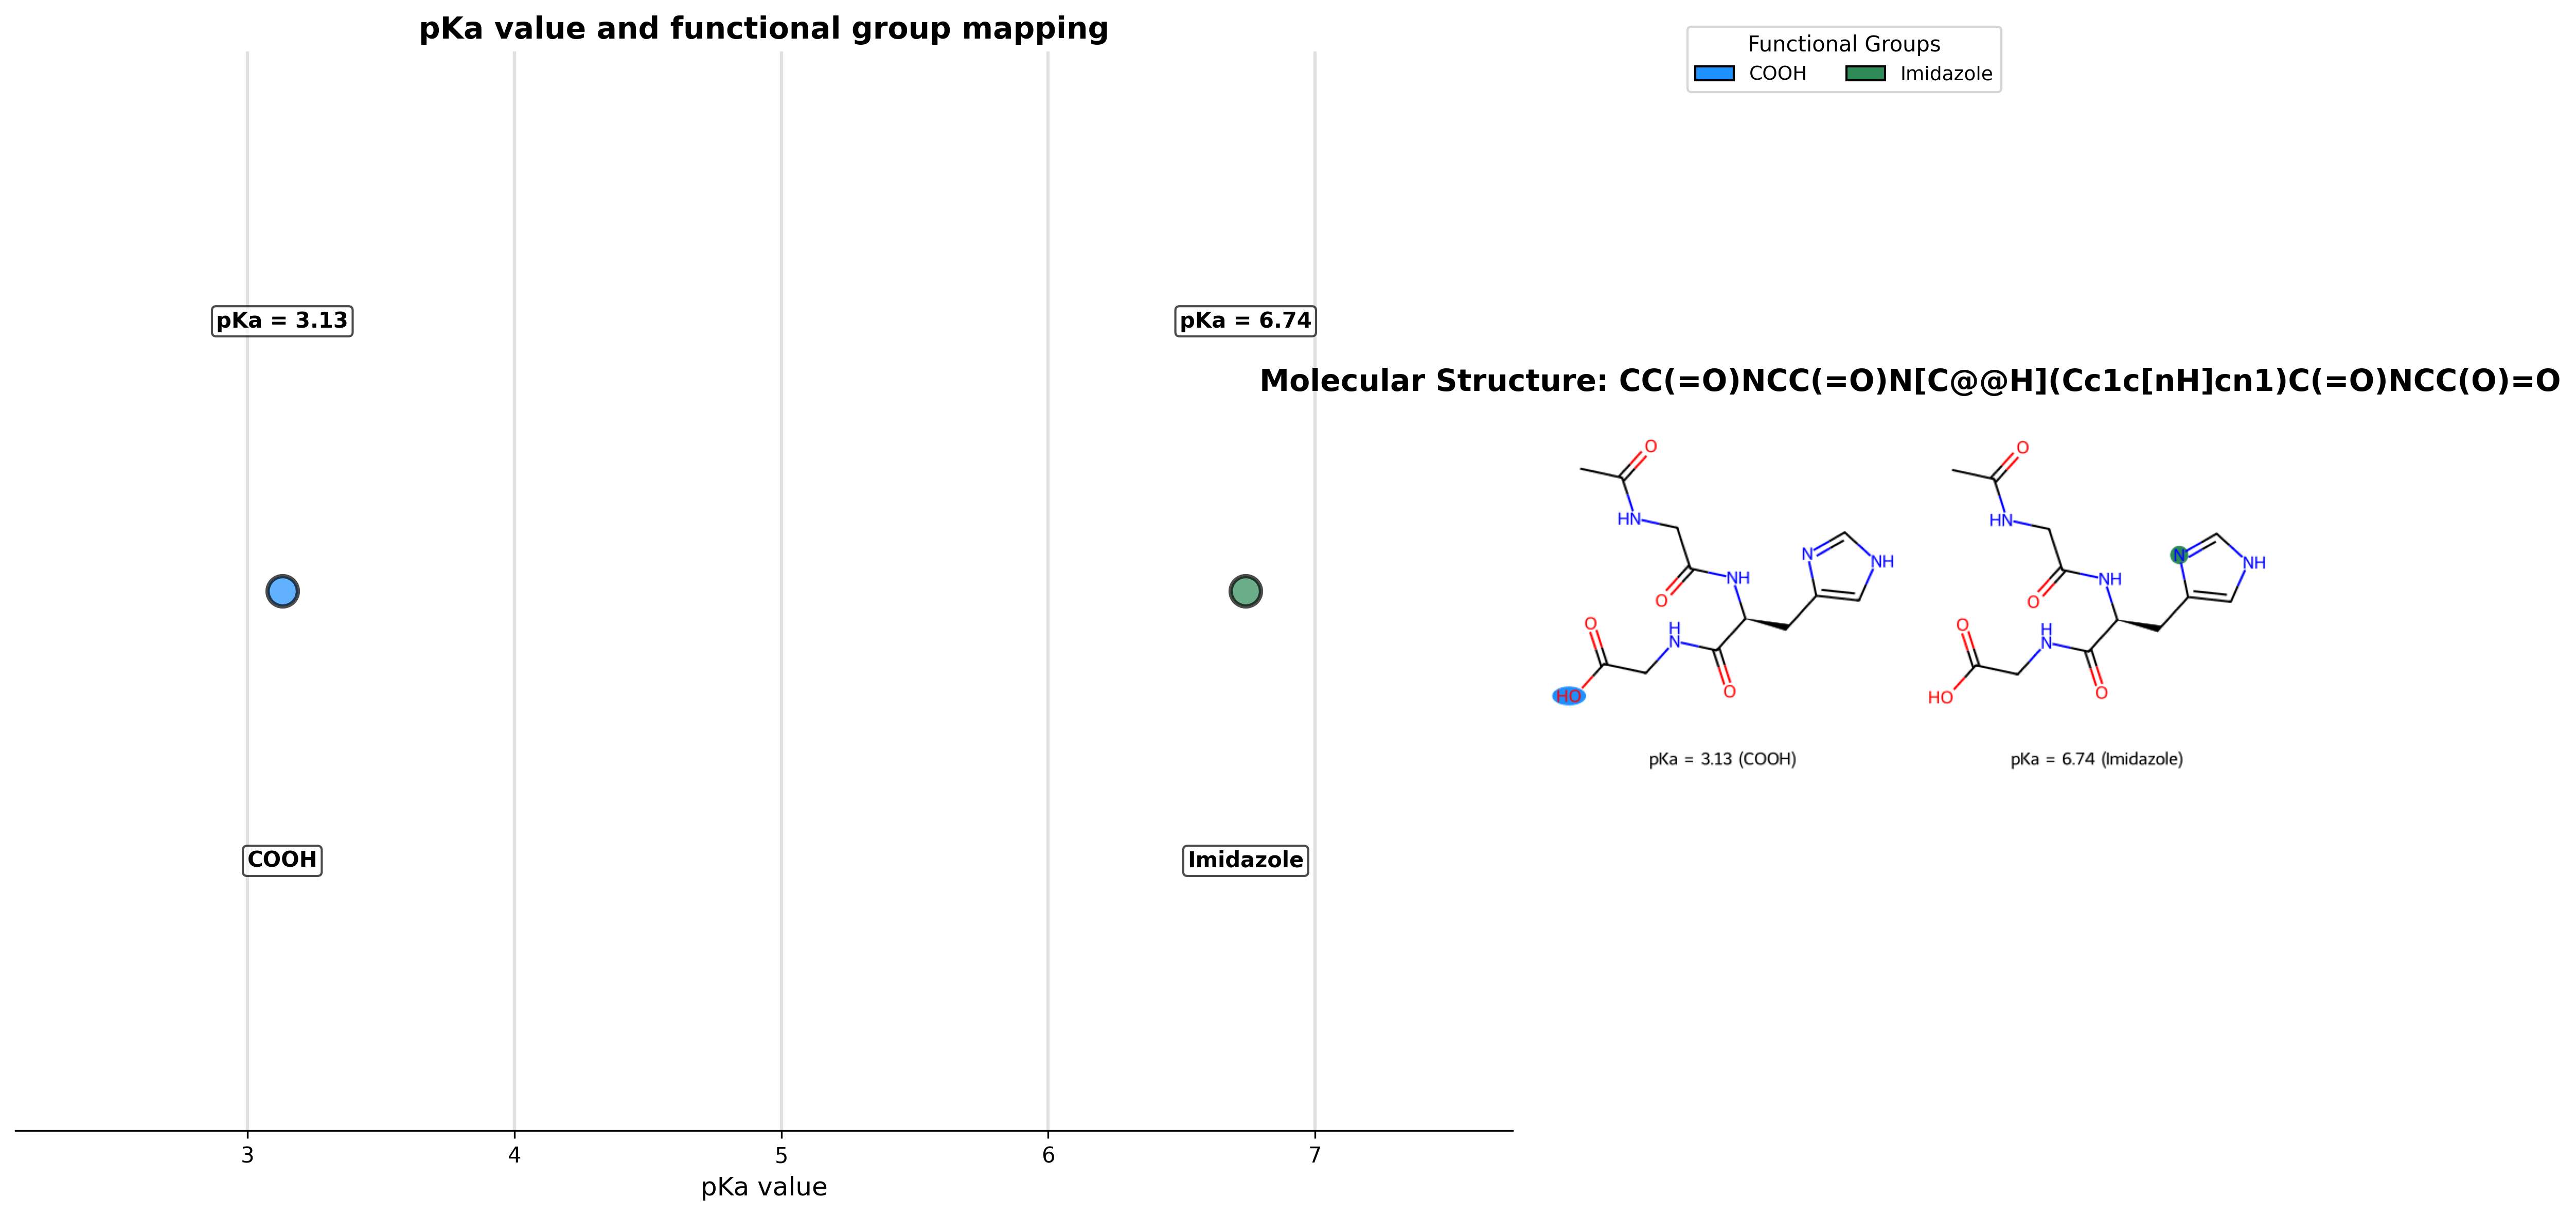 pKa value and functional group mapping
Functional Groups
COOH Imidazole
pKa = 3.13 pKa = 6.74
Molecular Structure: CC(=O)NCC(=O)N[C@@H](Cc1c[nH]cn1)C(=O)NCC(O)=O
O
HN
N
NH
NH
O
O
H
N
HO
O
O
HN
N
NH
NH
O
O
H
N
HO
O
pKa = 3.13 (COOH) pKa = 6.74 (Imidazole)
COOH Imidazole
3 4 5 6 7
pKa value